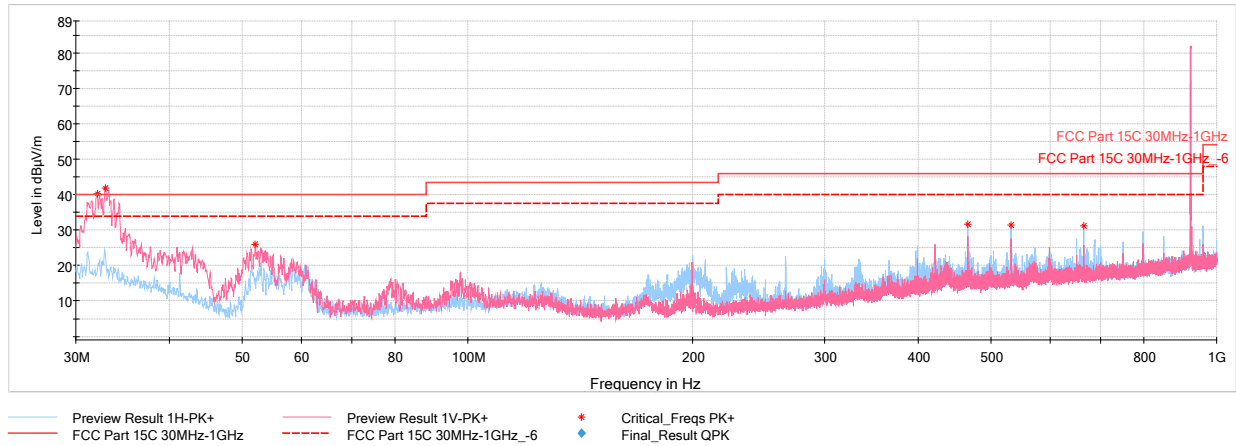 89
80
70
60
50
40
30
20
10
Level in dBµV/m
FCC Part 15C 30MHz-1GHz
FCC Part 15C 30MHz-1GHz_-6
30M 50 60 80 100M 200 300 400 500 800 1G
Frequency in Hz
Preview Result 1H-PK+ Preview Result 1V-PK+ Critical_Freqs PK+
FCC Part 15C 30MHz-1GHz FCC Part 15C 30MHz-1GHz_-6 Final_Result QPK